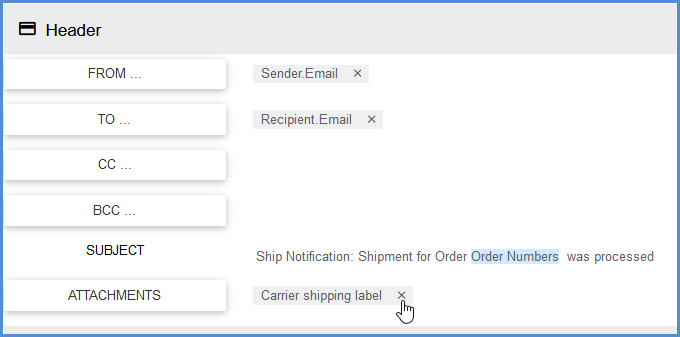 Header
FROM ... Sender.Email ×
TO ... Recipient.Email ×
CC ...
BCC ...
SUBJECT Ship Notification: Shipment for Order Order Numbers was processed
ATTACHMENTS Carrier shipping label ×